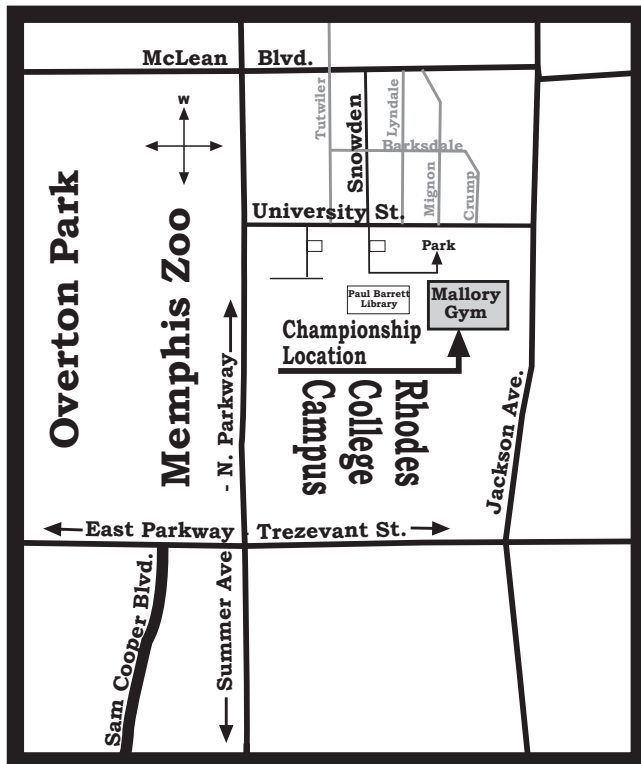 McLean Blvd.
W
Tutwiler
Snowden
Lyndale
Barksdale
Mignon
Crump
University St.
Overton Park
Memphis Zoo
- N. Parkway
Park
Paul Barrett
Library
Mallory
Gym
Championship
Location
Rhodes
College
Campus
Jackson Ave.
East Parkway - Trezevant St.
Sam Cooper Blvd.
Summer Ave